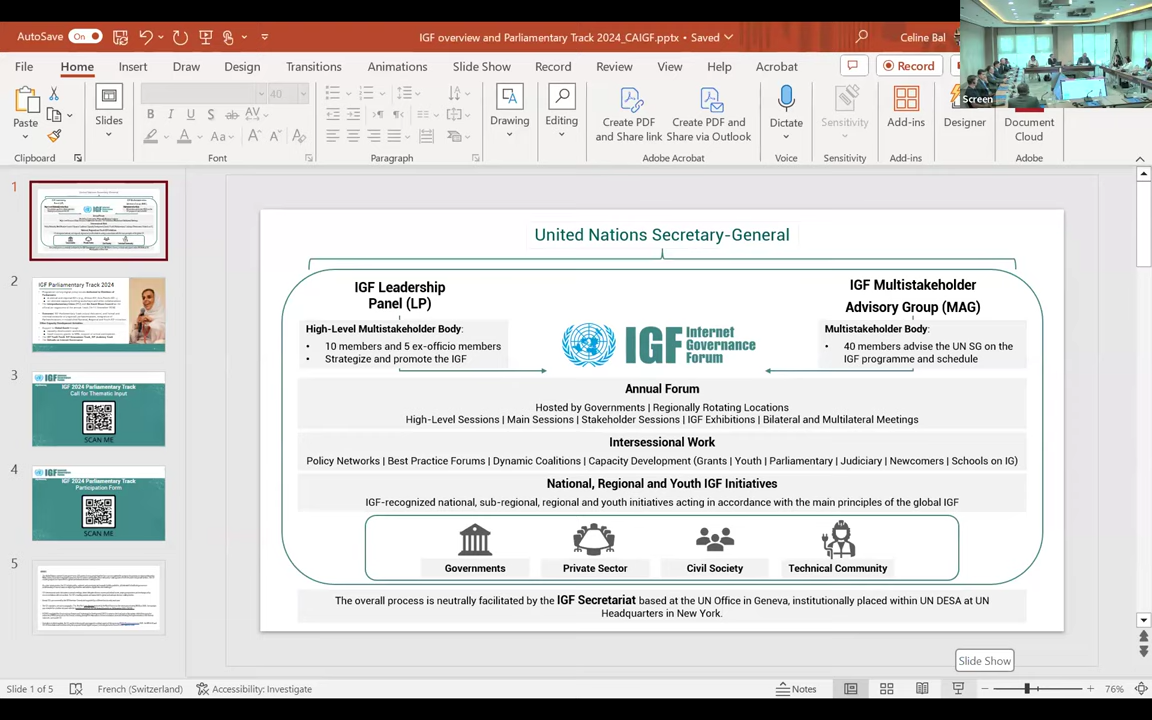 AutoSave
On
IGF overview and Parliamentary Track 2024_CAIGF.pptx • Saved
Celine Bal
File
Home
Insert
Draw
Design
Transitions
Animations
Slide Show
Record
Review
View
Help
Acrobat
Record
Screen
40
Paste
Slides
Drawing
Editing
Create PDF
and Share link
Create PDF and
Share via Outlook
Dictate
Sensitivity
Add-ins
Designer
Document
Cloud
Clipboard
Font
Paragraph
Adobe Acrobat
Voice
Sensitivity
Add-ins
Adobe
1
2
IGF Parliamentary Track 2024
3
IGF 2024 Parliamentary Track
Call for Thematic Input
SCAN ME
4
IGF 2024 Parliamentary Track
Participation Form
SCAN ME
5
United Nations Secretary-General
IGF Leadership
Panel (LP)
High-Level Multistakeholder Body:
• 10 members and 5 ex-officio members
• Strategize and promote the IGF
IGF Internet
Governance
Forum
IGF Multistakeholder
Advisory Group (MAG)
Multistakeholder Body:
• 40 members advise the UN SG on the
IGF programme and schedule
Annual Forum
Hosted by Governments | Regionally Rotating Locations
High-Level Sessions | Main Sessions | Stakeholder Sessions | IGF Exhibitions | Bilateral and Multilateral Meetings
Intersessional Work
Policy Networks | Best Practice Forums | Dynamic Coalitions | Capacity Development (Grants | Youth | Parliamentary | Judiciary | Newcomers | Schools on IG)
National, Regional and Youth IGF Initiatives
IGF-recognized national, sub-regional, regional and youth initiatives acting in accordance with the main principles of the global IGF
Governments
Private Sector
Civil Society
Technical Community
The overall process is neutrally facilitated by the IGF Secretariat based at the UN Office in Geneva, institutionally placed within UN DESA at UN
Headquarters in New York.
Slide Show
Slide 1 of 5
French (Switzerland)
Accessibility: Investigate
Notes
76%